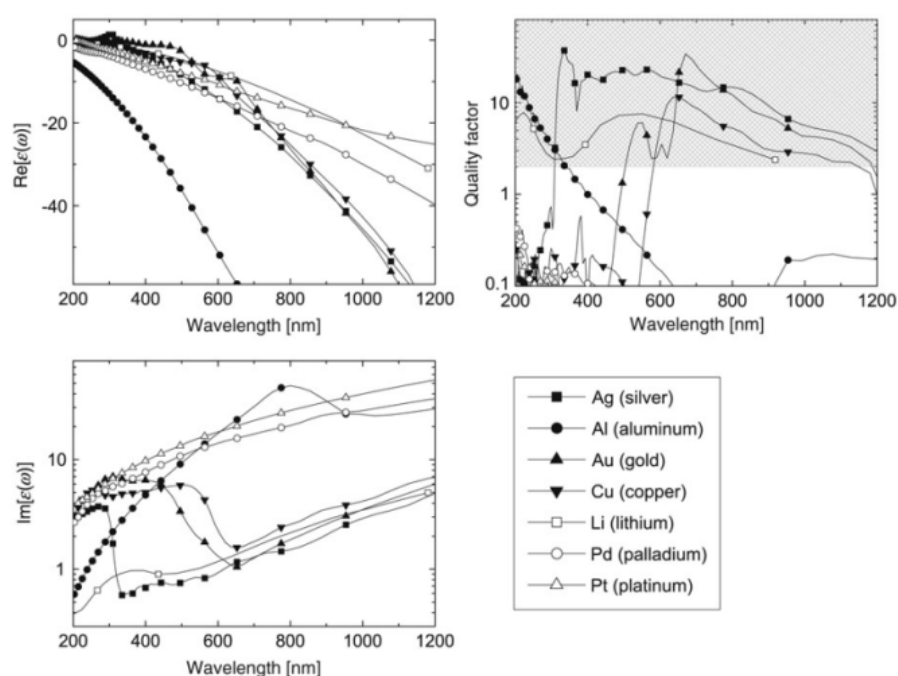 Re[ε(ω)]
0
-20
-40
200 400 600 800 1000 1200
Wavelength [nm]
Quality factor
10
1
0.1
200 400 600 800 1000 1200
Wavelength [nm]
Im[ε(ω)]
10
1
200 400 600 800 1000 1200
Wavelength [nm]
Ag (silver)
Al (aluminum)
Au (gold)
Cu (copper)
Li (lithium)
Pd (palladium)
Pt (platinum)